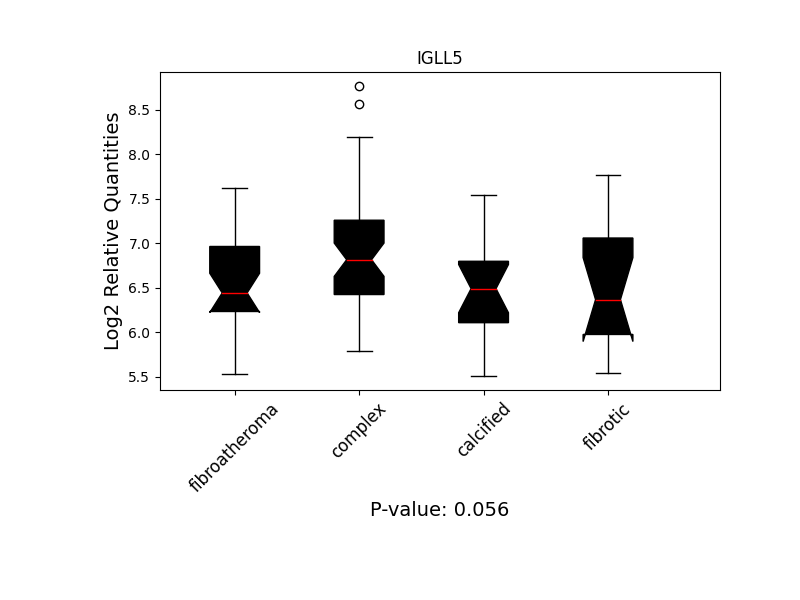 IGLL5
Log2 Relative Quantities
8.5
8.0
7.5
7.0
6.5
6.0
5.5
fibroatheroma
complex
calcified
fibrotic
P-value: 0.056